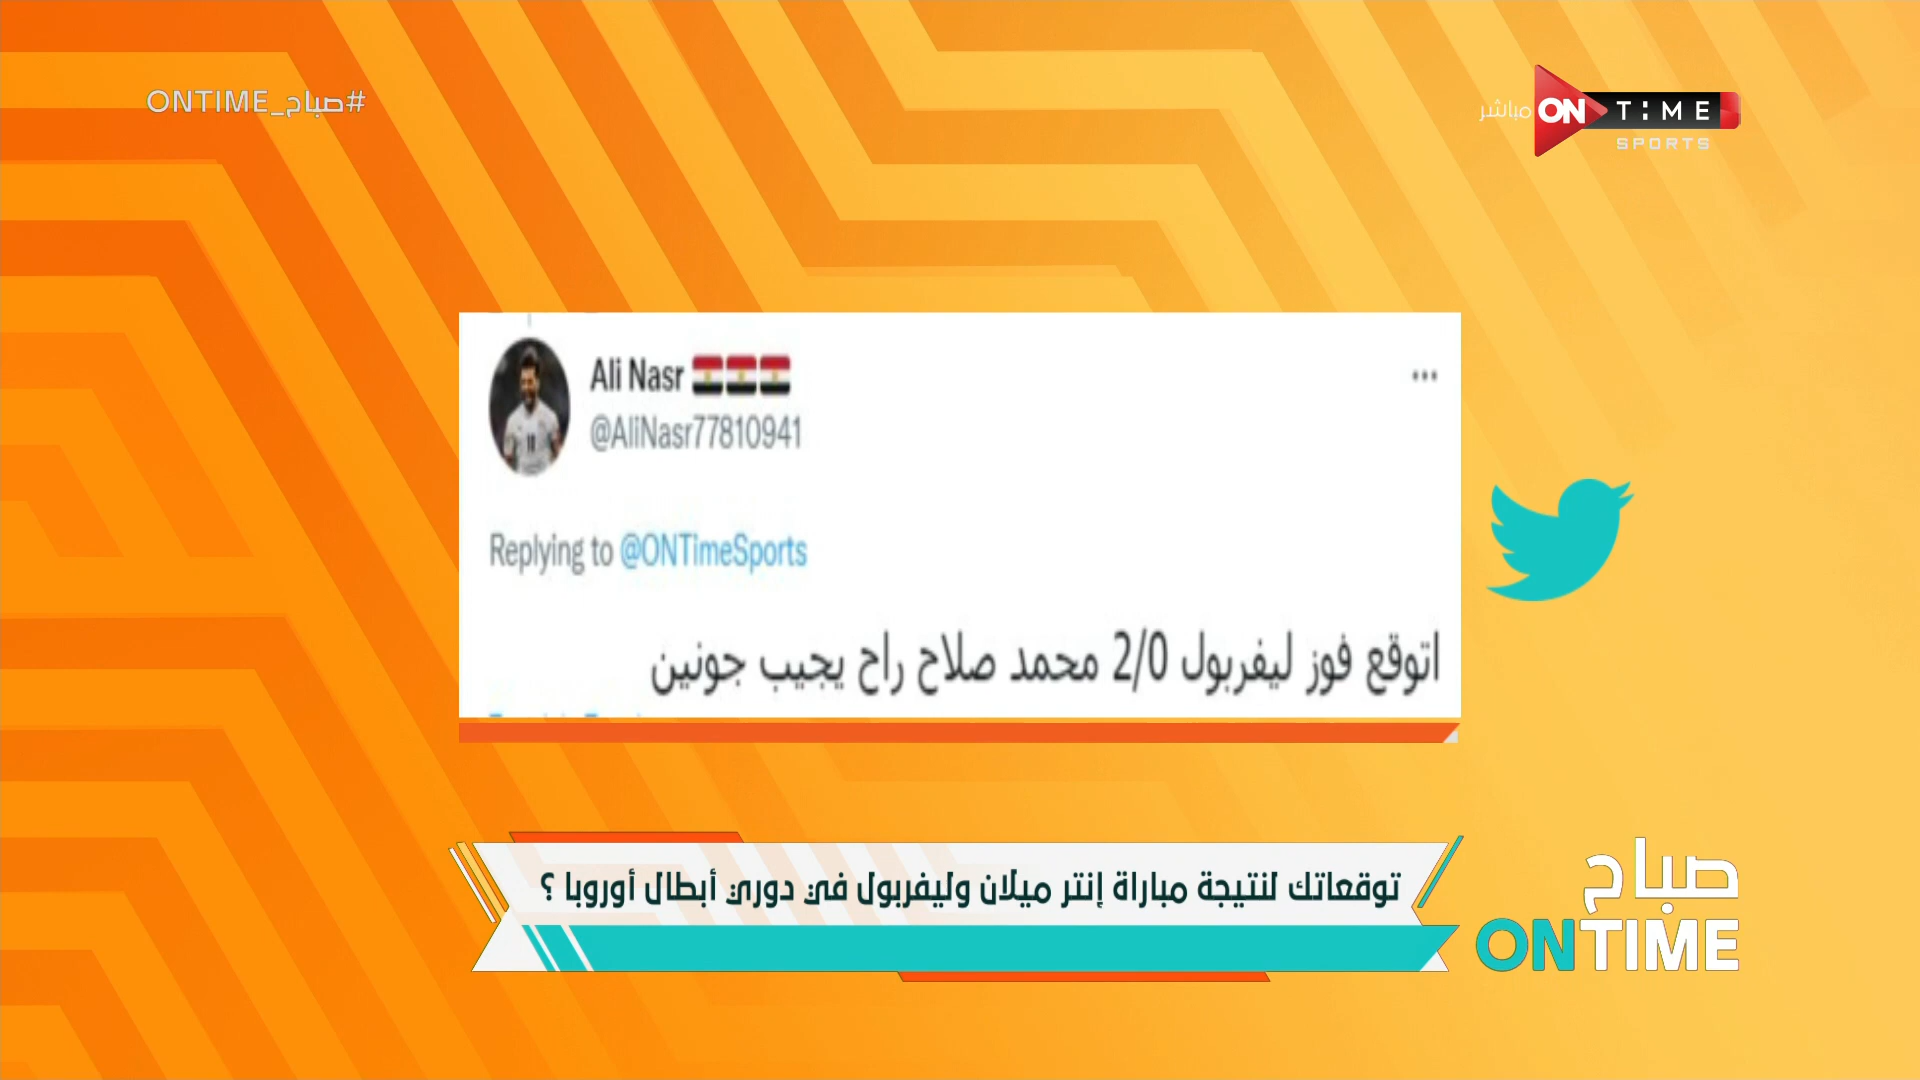 #صباح_ONTIME
مباشر ON TIME
SPORTS
Ali Nasr
@AliNasr77810941
Replying to @ONTimeSports
اتوقع فوز ليفربول 2/0 محمد صلاح راح يجيب جونين
توقعاتك لنتيجة مباراة إنتر ميلان وليفربول في دوري أبطال أوروبا ؟
صباح
ONTIME